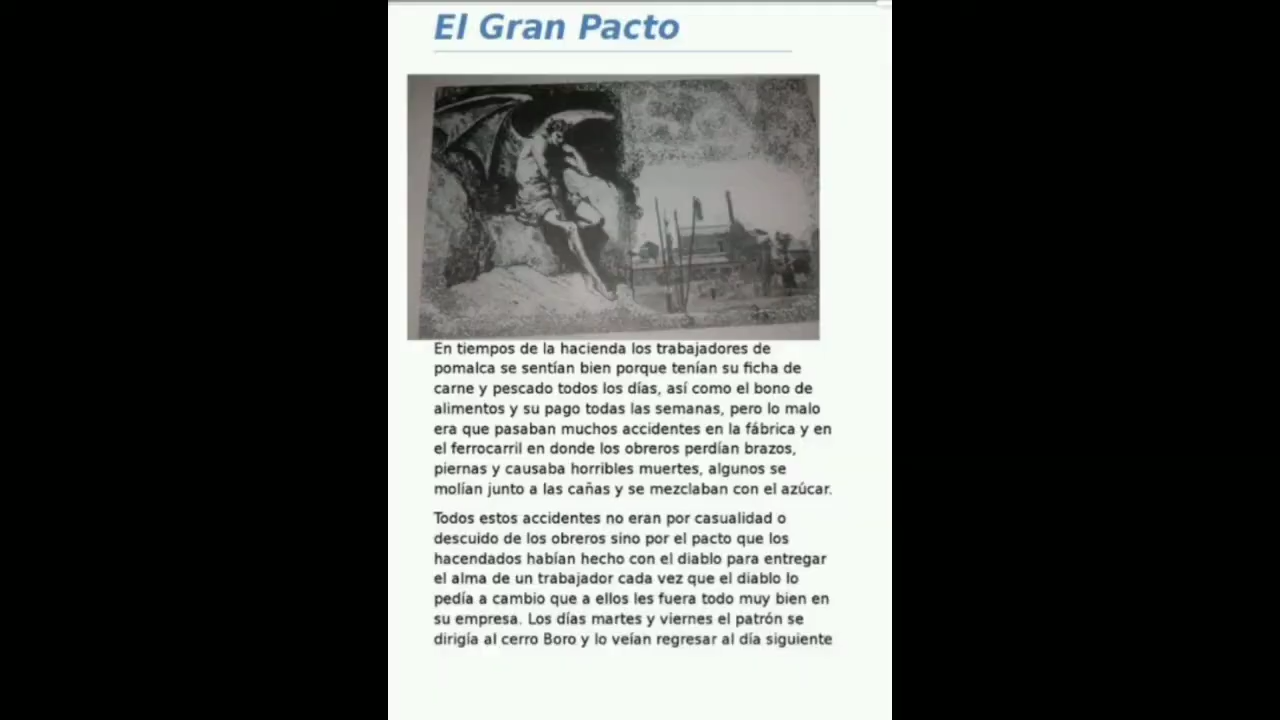 El Gran Pacto
En tiempos de la hacienda los trabajadores de
pomalca se sentían bien porque tenían su ficha de
carne y pescado todos los días, así como el bono de
alimentos y su pago todas las semanas, pero lo malo
era que pasaban muchos accidentes en la fábrica y en
el ferrocarril en donde los obreros perdían brazos,
piernas y causaba horribles muertes, algunos se
molían junto a las cañas y se mezclaban con el azúcar.
Todos estos accidentes no eran por casualidad o
descuido de los obreros sino por el pacto que los
hacendados habían hecho con el diablo para entregar
el alma de un trabajador cada vez que el diablo lo
pedía a cambio que a ellos les fuera todo muy bien en
su empresa. Los días martes y viernes el patrón se
dirigía al cerro Boro y lo veían regresar al día siguiente